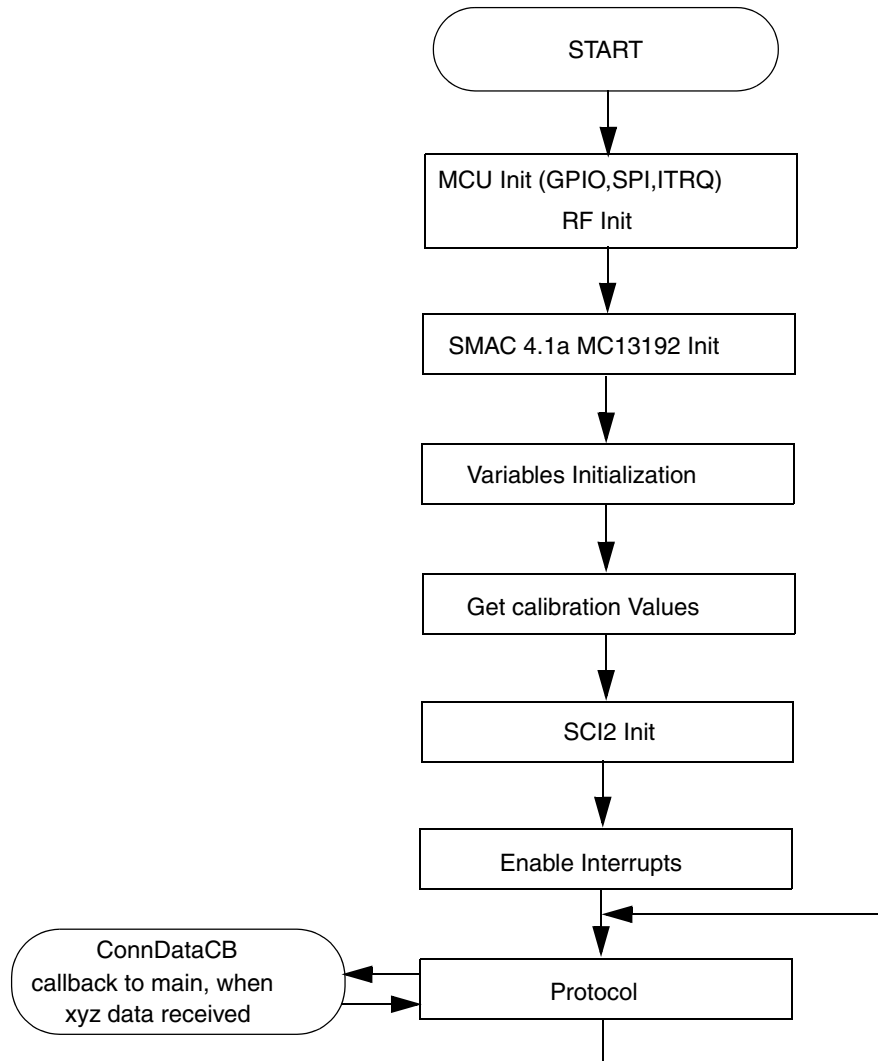 START
MCU Init (GPIO,SPI,ITRQ)
RF Init
SMAC 4.1a MC13192 Init
Variables Initialization
Get calibration Values
SCI2 Init
Enable Interrupts
ConnDataCB
callback to main, when
xyz data received
Protocol